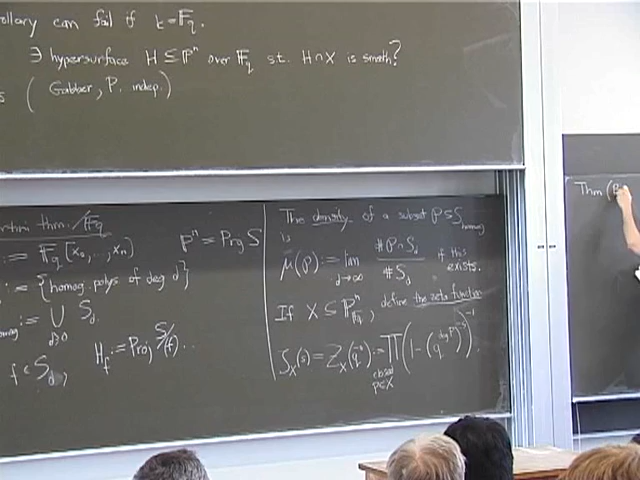 ollary can fail if k = 𝔽_q.
∃ hypersurface H ⊆ ℙ^n over 𝔽_q st. H∩X is smooth?
s (Gabber, P. indep.)
thm. / 𝔽_q
:= 𝔽_q[x_0, ..., x_n]
ℙ^n = Proj S
:= {homog. polys of deg d}
:= ∪_{d≥0} S_d
f ∈ S_d,
H_f := Proj S/(f) ..
The density of a subset P ⊆ S_homog
is
μ(P) := lim_{d→∞} #P∩S_d / #S_d if this exists.
If X ⊆ ℙ^n_{𝔽_q}, define the zeta function
ζ_X(s) = Z_X(q^{-s}) := ∏_{closed P∈X} (1 - (q^{deg P})^{-s})^{-1}.
Thm (